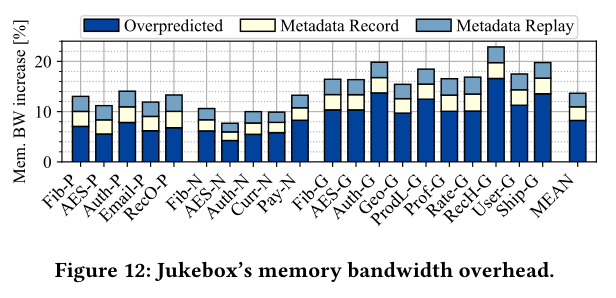 Overpredicted Metadata Record Metadata Replay
Mem. BW increase [%]
20
10
0
Fib-P AES-P Auth-P Email-P RecO-P Fib-N AES-N Auth-N Curr-N Pay-N Fib-G AES-G Auth-G Geo-G ProdL-G Prof-G Rate-G RecH-G User-G Ship-G MEAN
Figure 12: Jukebox's memory bandwidth overhead.